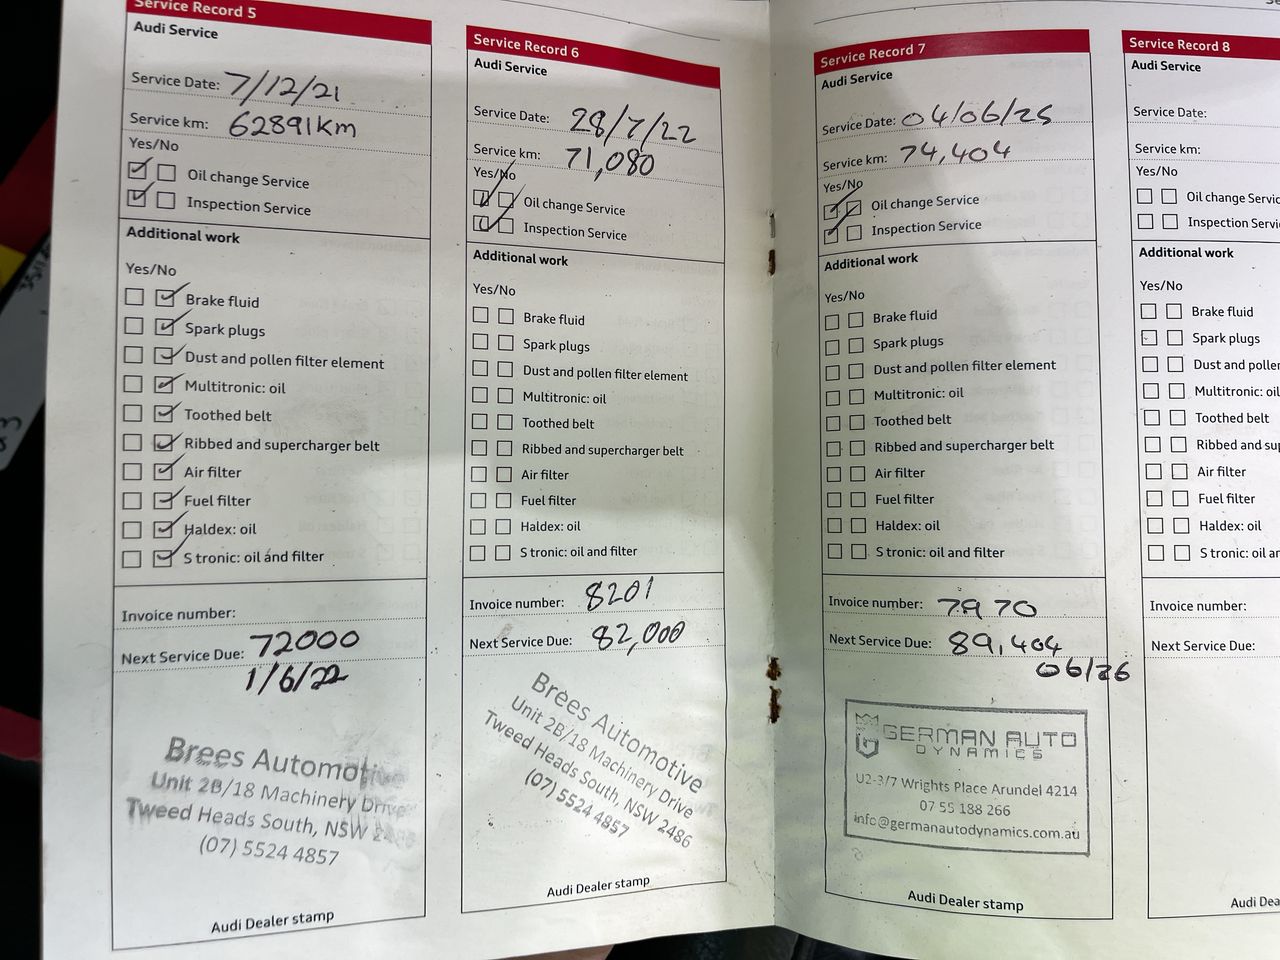 Service Record 5
Audi Service
Service Date: 7/12/21
Service km: 62891Km
Yes/No
Oil change Service
Inspection Service
Additional work
Yes/No
Brake fluid
Spark plugs
Dust and pollen filter element
Multitronic: oil
Toothed belt
Ribbed and supercharger belt
Air filter
Fuel filter
Haldex: oil
S tronic: oil and filter
Invoice number:
Next Service Due: 72000
1/6/22
Brees Automotive
Unit 2B/18 Machinery Drive
Tweed Heads South, NSW
(07) 5524 4857
Audi Dealer stamp
Service Record 6
Audi Service
Service Date: 28/7/22
Service km: 71,080
Yes/No
Oil change Service
Inspection Service
Additional work
Yes/No
Brake fluid
Spark plugs
Dust and pollen filter element
Multitronic: oil
Toothed belt
Ribbed and supercharger belt
Air filter
Fuel filter
Haldex: oil
S tronic: oil and filter
Invoice number: 8201
Next Service Due: 82,000
Brees Automotive
Unit 2B/18 Machinery Drive
Tweed Heads South, NSW 2486
(07) 5524 4857
Audi Dealer stamp
Service Record 7
Audi Service
Service Date: 04/06/25
Service km: 74,404
Yes/No
Oil change Service
Inspection Service
Additional work
Yes/No
Brake fluid
Spark plugs
Dust and pollen filter element
Multitronic: oil
Toothed belt
Ribbed and supercharger belt
Air filter
Fuel filter
Haldex: oil
S tronic: oil and filter
Invoice number: 7970
Next Service Due: 89,404
06/26
GERMAN AUTO
DYNAMICS
U2-3/7 Wrights Place Arundel 4214
07 55 188 266
info@germanautodynamics.com.au
Audi Dealer stamp
Service Record 8
Audi Service
Service Date:
Service km:
Yes/No
Oil change
Inspection
Additional work
Yes/No
Brake fluid
Spark plugs
Dust and
Multitronic:
Toothed belt
Ribbed and
Air filter
Fuel filter
Haldex: oil
S tronic: oil
Invoice number:
Next Service Due:
Audi